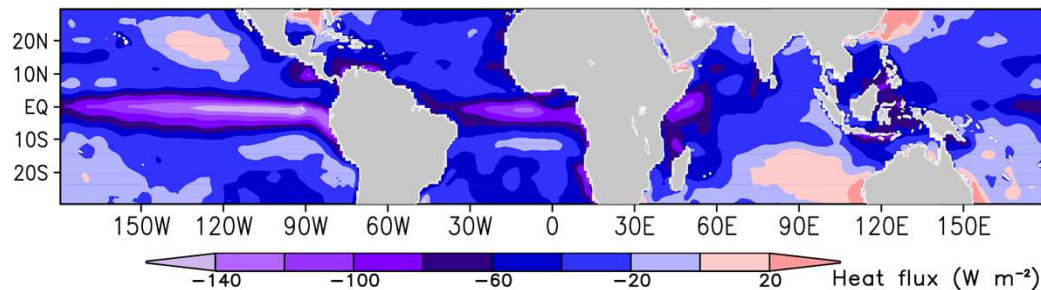 20N
10N
EQ
10S
20S
150W 120W 90W 60W 30W 0 30E 60E 90E 120E 150E
−140 −100 −60 −20 20 Heat flux (W m⁻²)